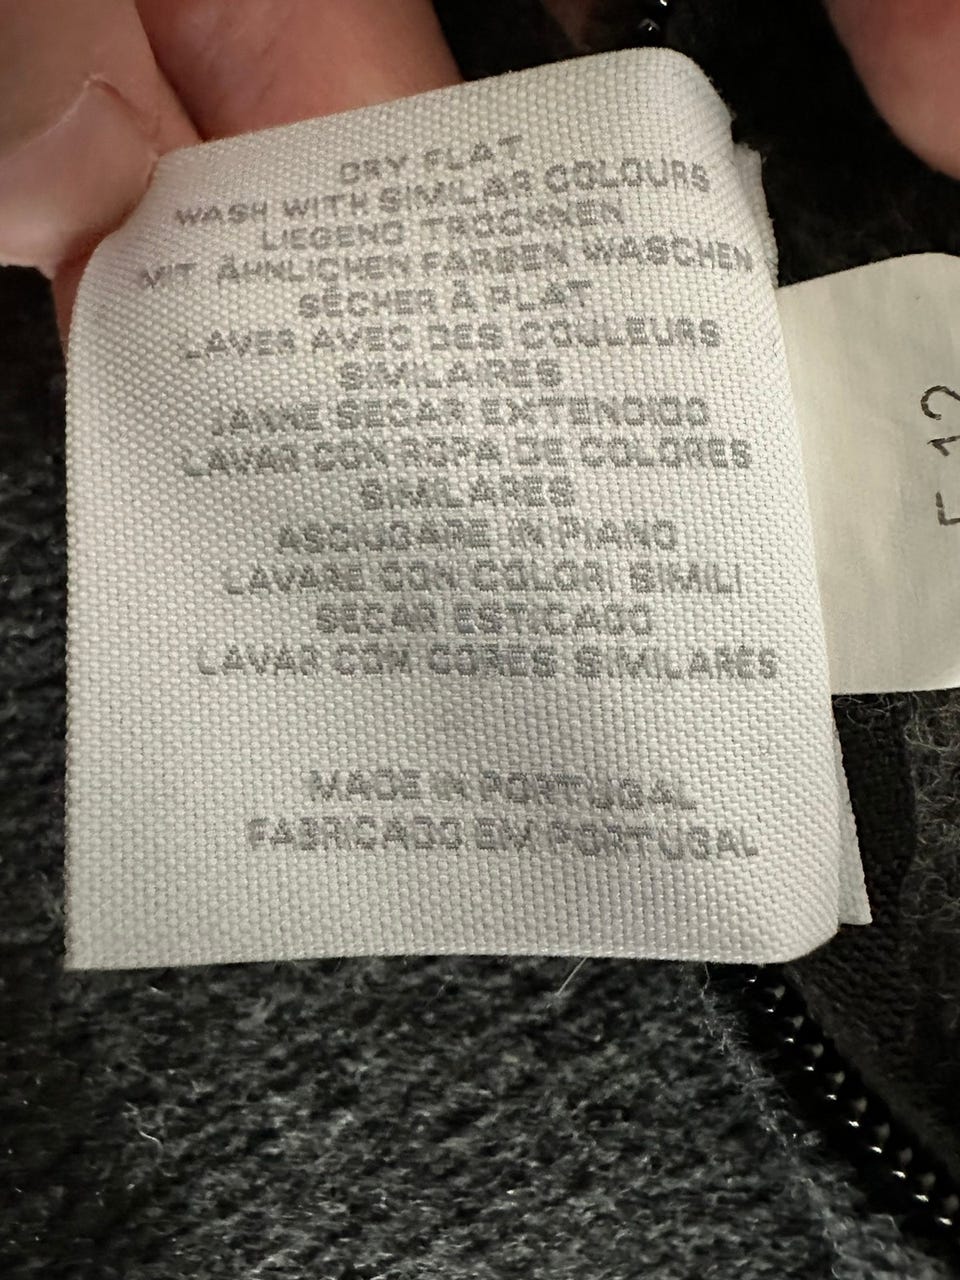 DRY FLAT
WASH WITH SIMILAR COLOURS
LIEGEND TROCKNEN
MIT ÄHNLICHEN FARBEN WASCHEN
SÉCHER À PLAT
LAVER AVEC DES COULEURS
SIMILAIRES
SECAR EXTENDIDO
LAVAR CON ROPA DE COLORES
SIMILARES
ASCIUGARE IN PIANO
LAVARE CON COLORI SIMILI
SECAR ESTICADO
LAVAR COM CORES SIMILARES
MADE IN PORTUGAL
FABRICADO EM PORTUGAL